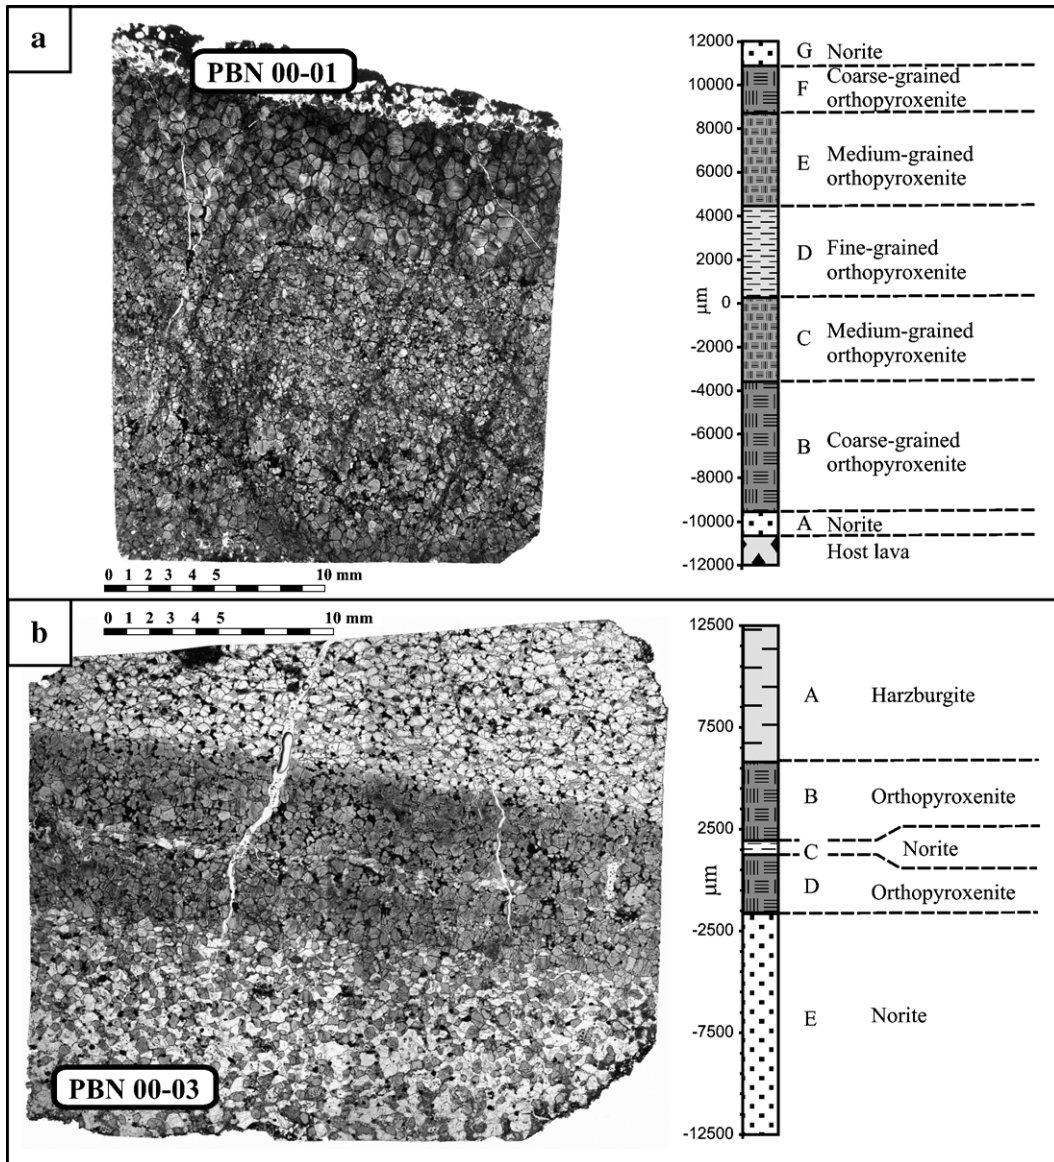 a
PBN 00-01
0 1 2 3 4 5 10 mm
12000
10000
8000
6000
4000
2000
0
-2000
-4000
-6000
-8000
-10000
-12000
µm
G Norite
F Coarse-grained
orthopyroxenite
E Medium-grained
orthopyroxenite
D Fine-grained
orthopyroxenite
C Medium-grained
orthopyroxenite
B Coarse-grained
orthopyroxenite
A Norite
Host lava
b
0 1 2 3 4 5 10 mm
PBN 00-03
12500
7500
2500
-2500
-7500
-12500
µm
A Harzburgite
B Orthopyroxenite
C Norite
D Orthopyroxenite
E Norite